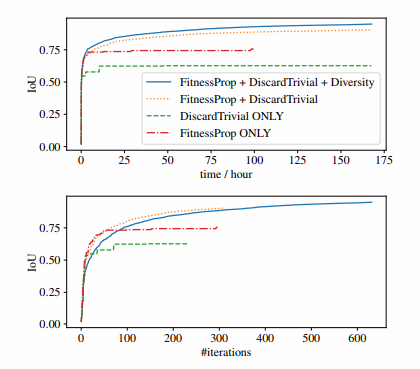 IoU
0.75
0.50
0.25
0.00
FitnessProp + DiscardTrivial + Diversity
FitnessProp + DiscardTrivial
DiscardTrivial ONLY
FitnessProp ONLY
0 25 50 75 100 125 150 175
time / hour
IoU
0.75
0.50
0.25
0.00
0 100 200 300 400 500 600
#iterations